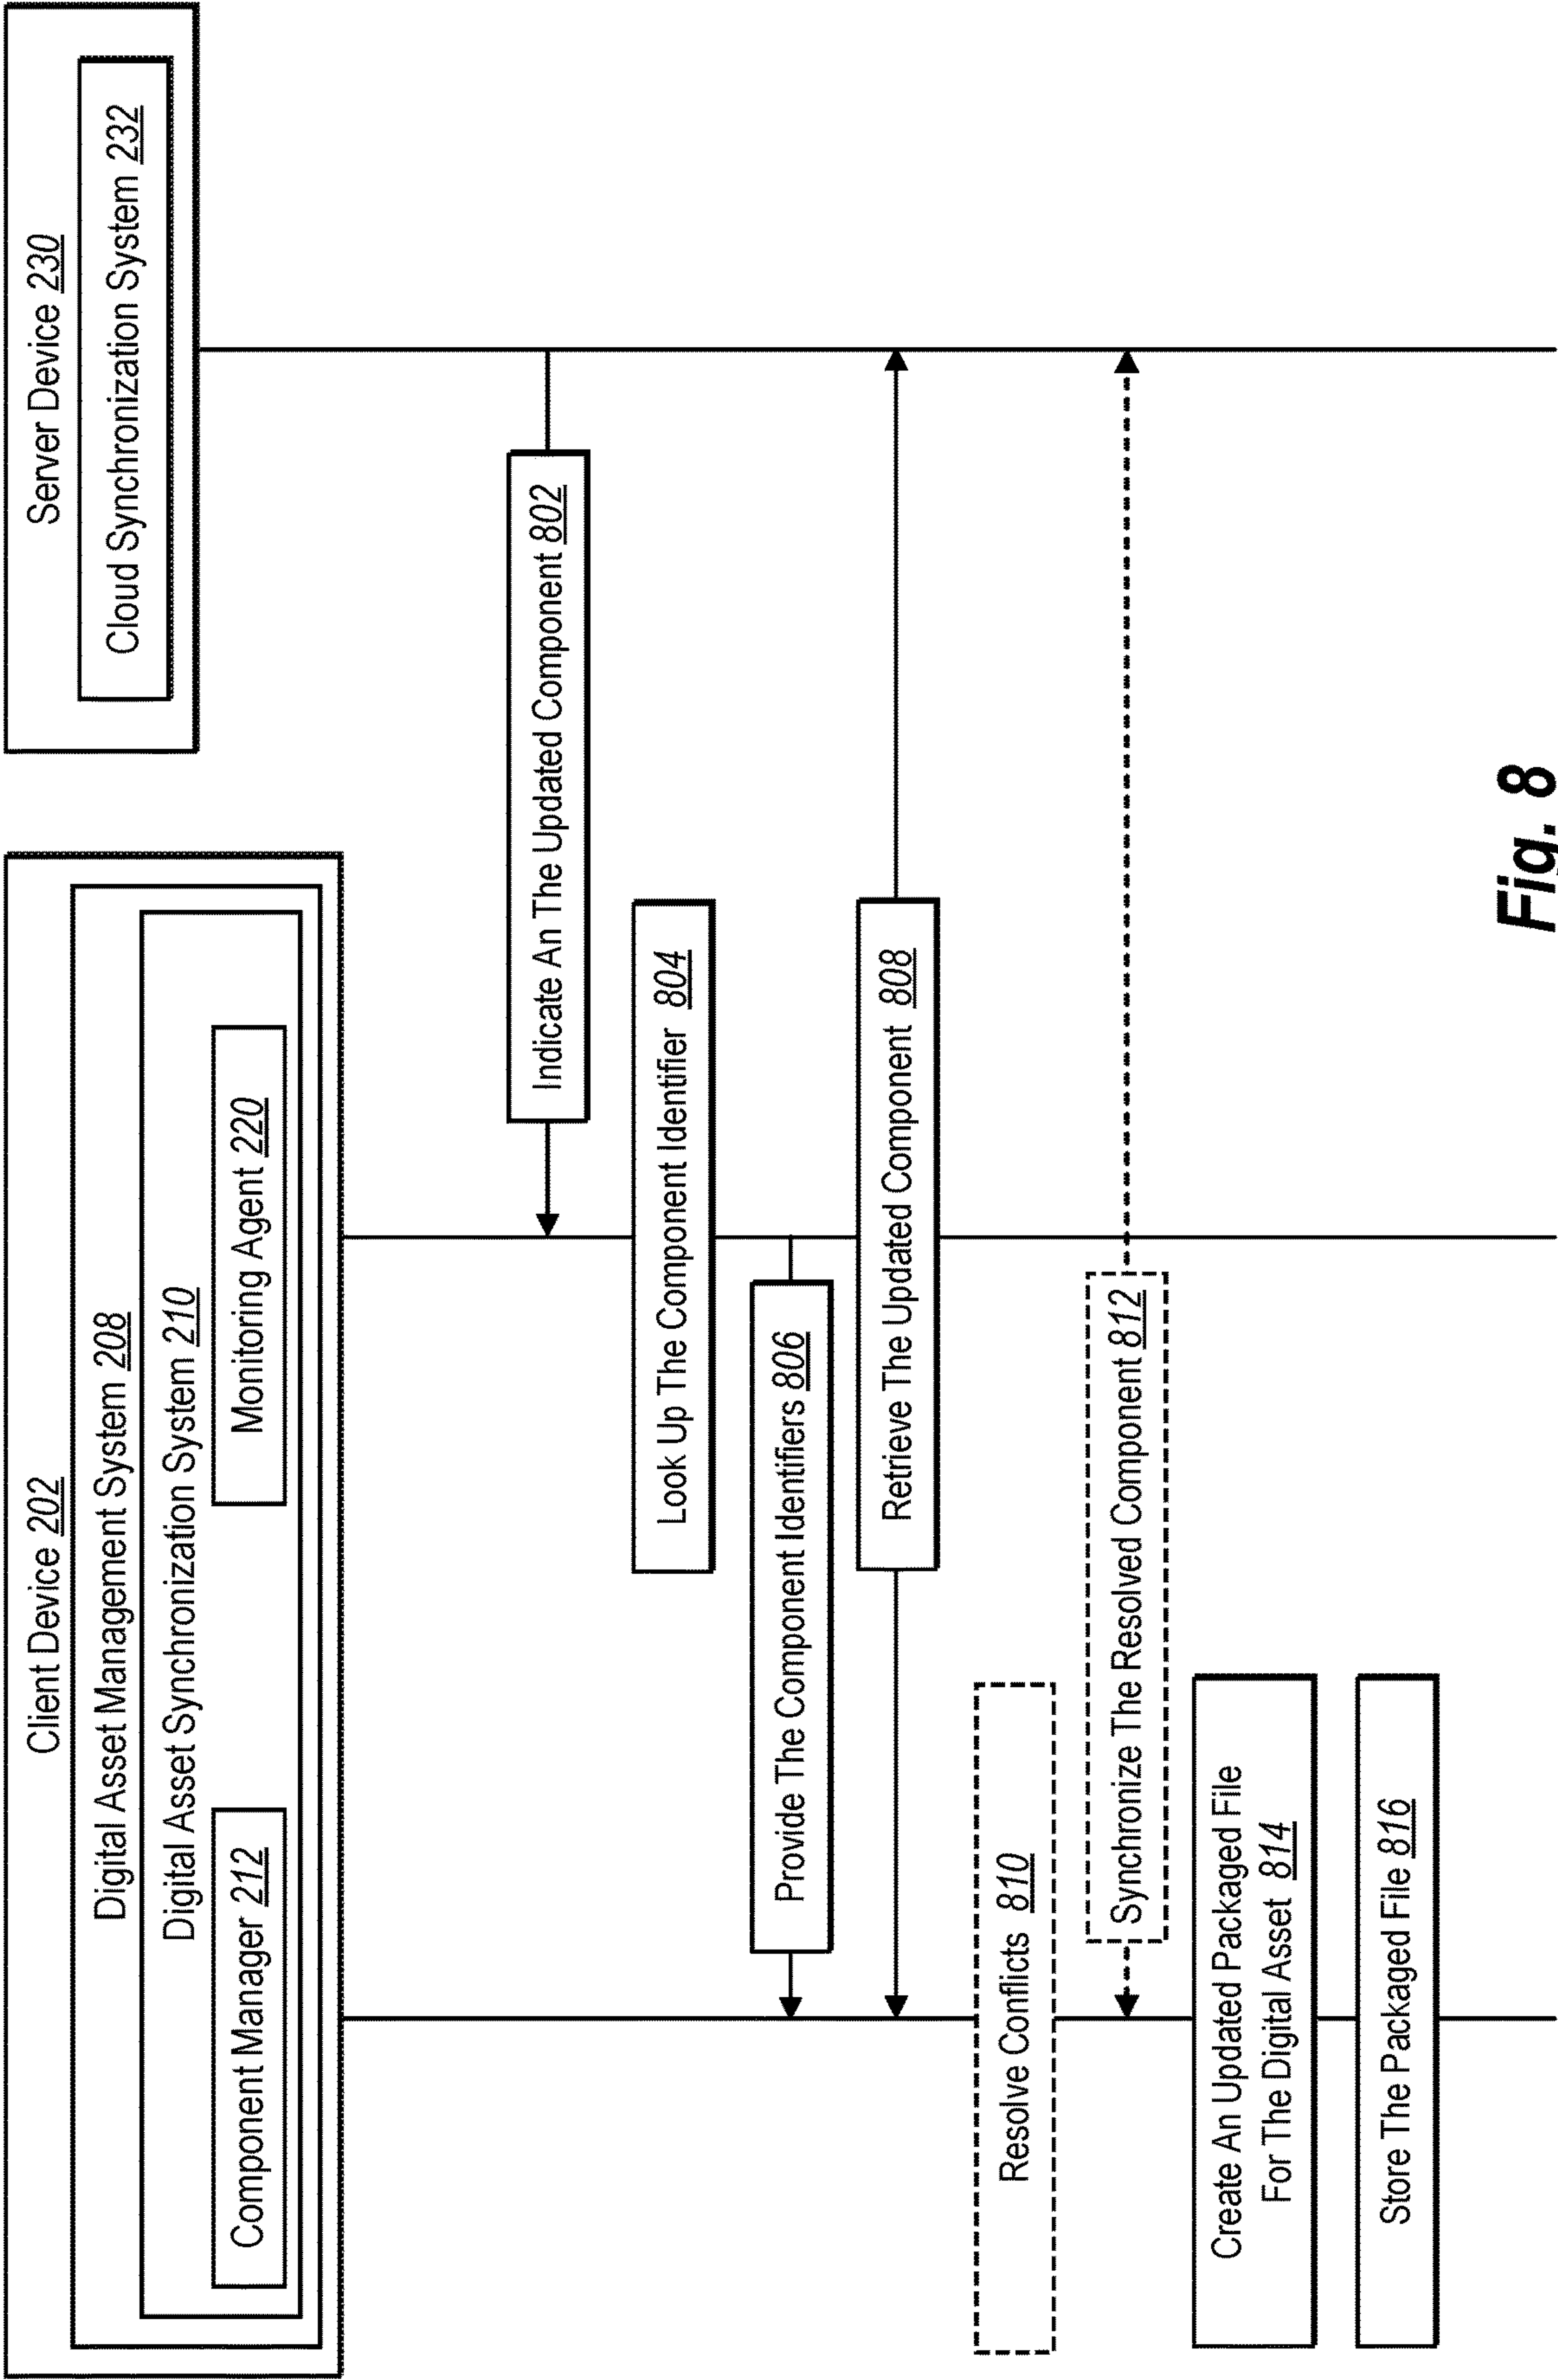 Client Device 202
Digital Asset Management System 208
Digital Asset Synchronization System 210
Component Manager 212
Monitoring Agent 220
Server Device 230
Cloud Synchronization System 232
Indicate An The Updated Component 802
Look Up The Component Identifier 804
Provide The Component Identifiers 806
Retrieve The Updated Component 808
Resolve Conflicts 810
Synchronize The Resolved Component 812
Create An Updated Packaged File
For The Digital Asset 814
Store The Packaged File 816
Fig. 8